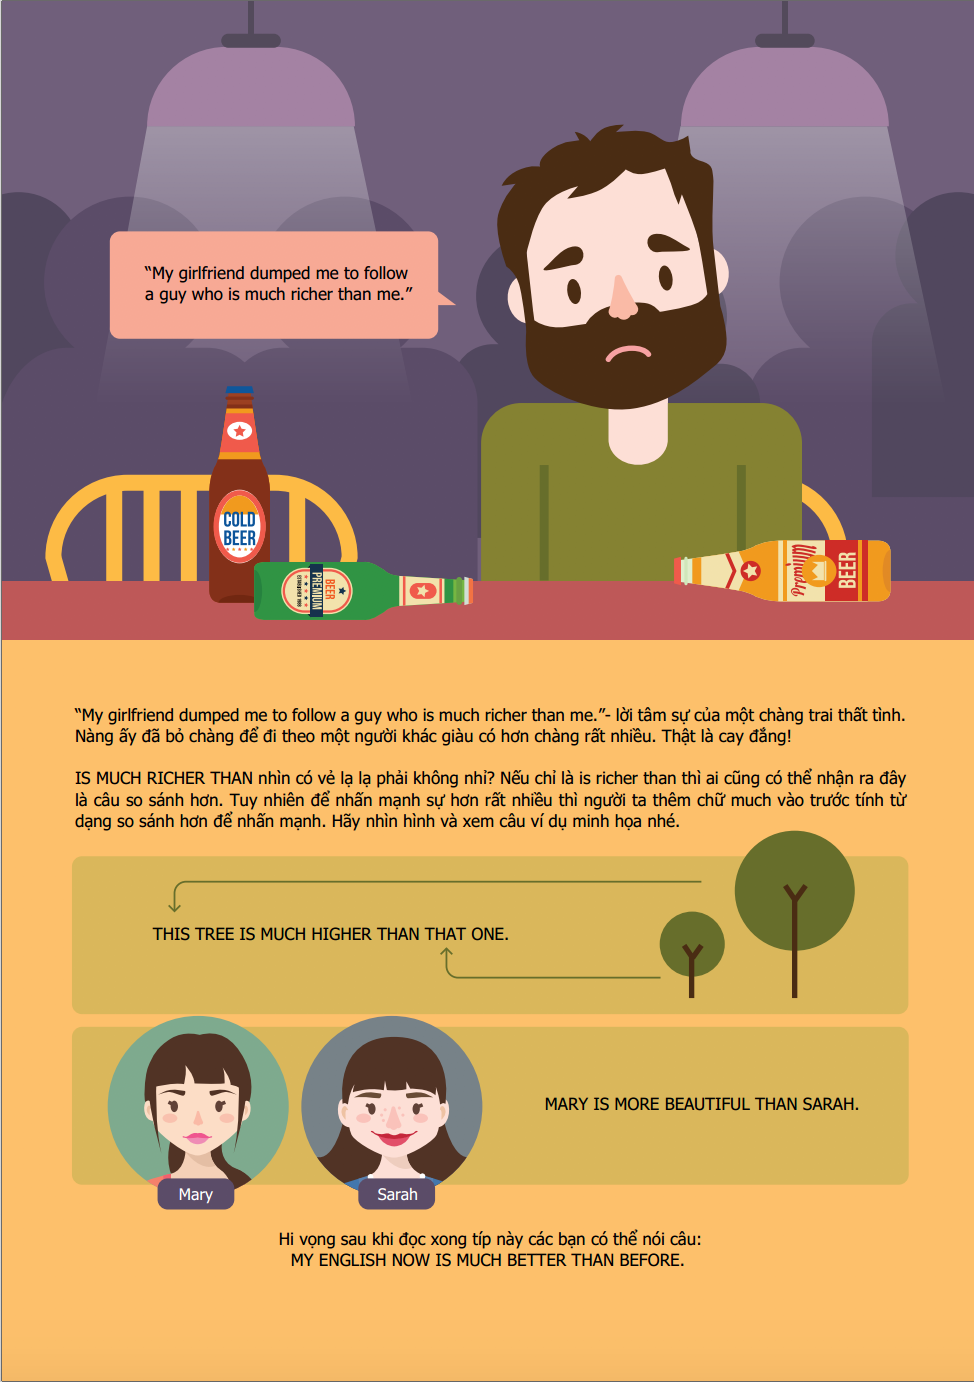 “My girlfriend dumped me to follow
a guy who is much richer than me.”
COLD
BEER
BEER
PREMIUM
ESTABLISHED 1969
Premium
BEER
“My girlfriend dumped me to follow a guy who is much richer than me.”- lời tâm sự của một chàng trai thất tình.
Nàng ấy đã bỏ chàng để đi theo một người khác giàu có hơn chàng rất nhiều. Thật là cay đắng!
IS MUCH RICHER THAN nhìn có vẻ lạ lạ phải không nhỉ? Nếu chỉ là is richer than thì ai cũng có thể nhận ra đây
là câu so sánh hơn. Tuy nhiên để nhấn mạnh sự hơn rất nhiều thì người ta thêm chữ much vào trước tính từ
dạng so sánh hơn để nhấn mạnh. Hãy nhìn hình và xem câu ví dụ minh họa nhé.
THIS TREE IS MUCH HIGHER THAN THAT ONE.
MARY IS MORE BEAUTIFUL THAN SARAH.
Mary
Sarah
Hi vọng sau khi đọc xong típ này các bạn có thể nói câu:
MY ENGLISH NOW IS MUCH BETTER THAN BEFORE.